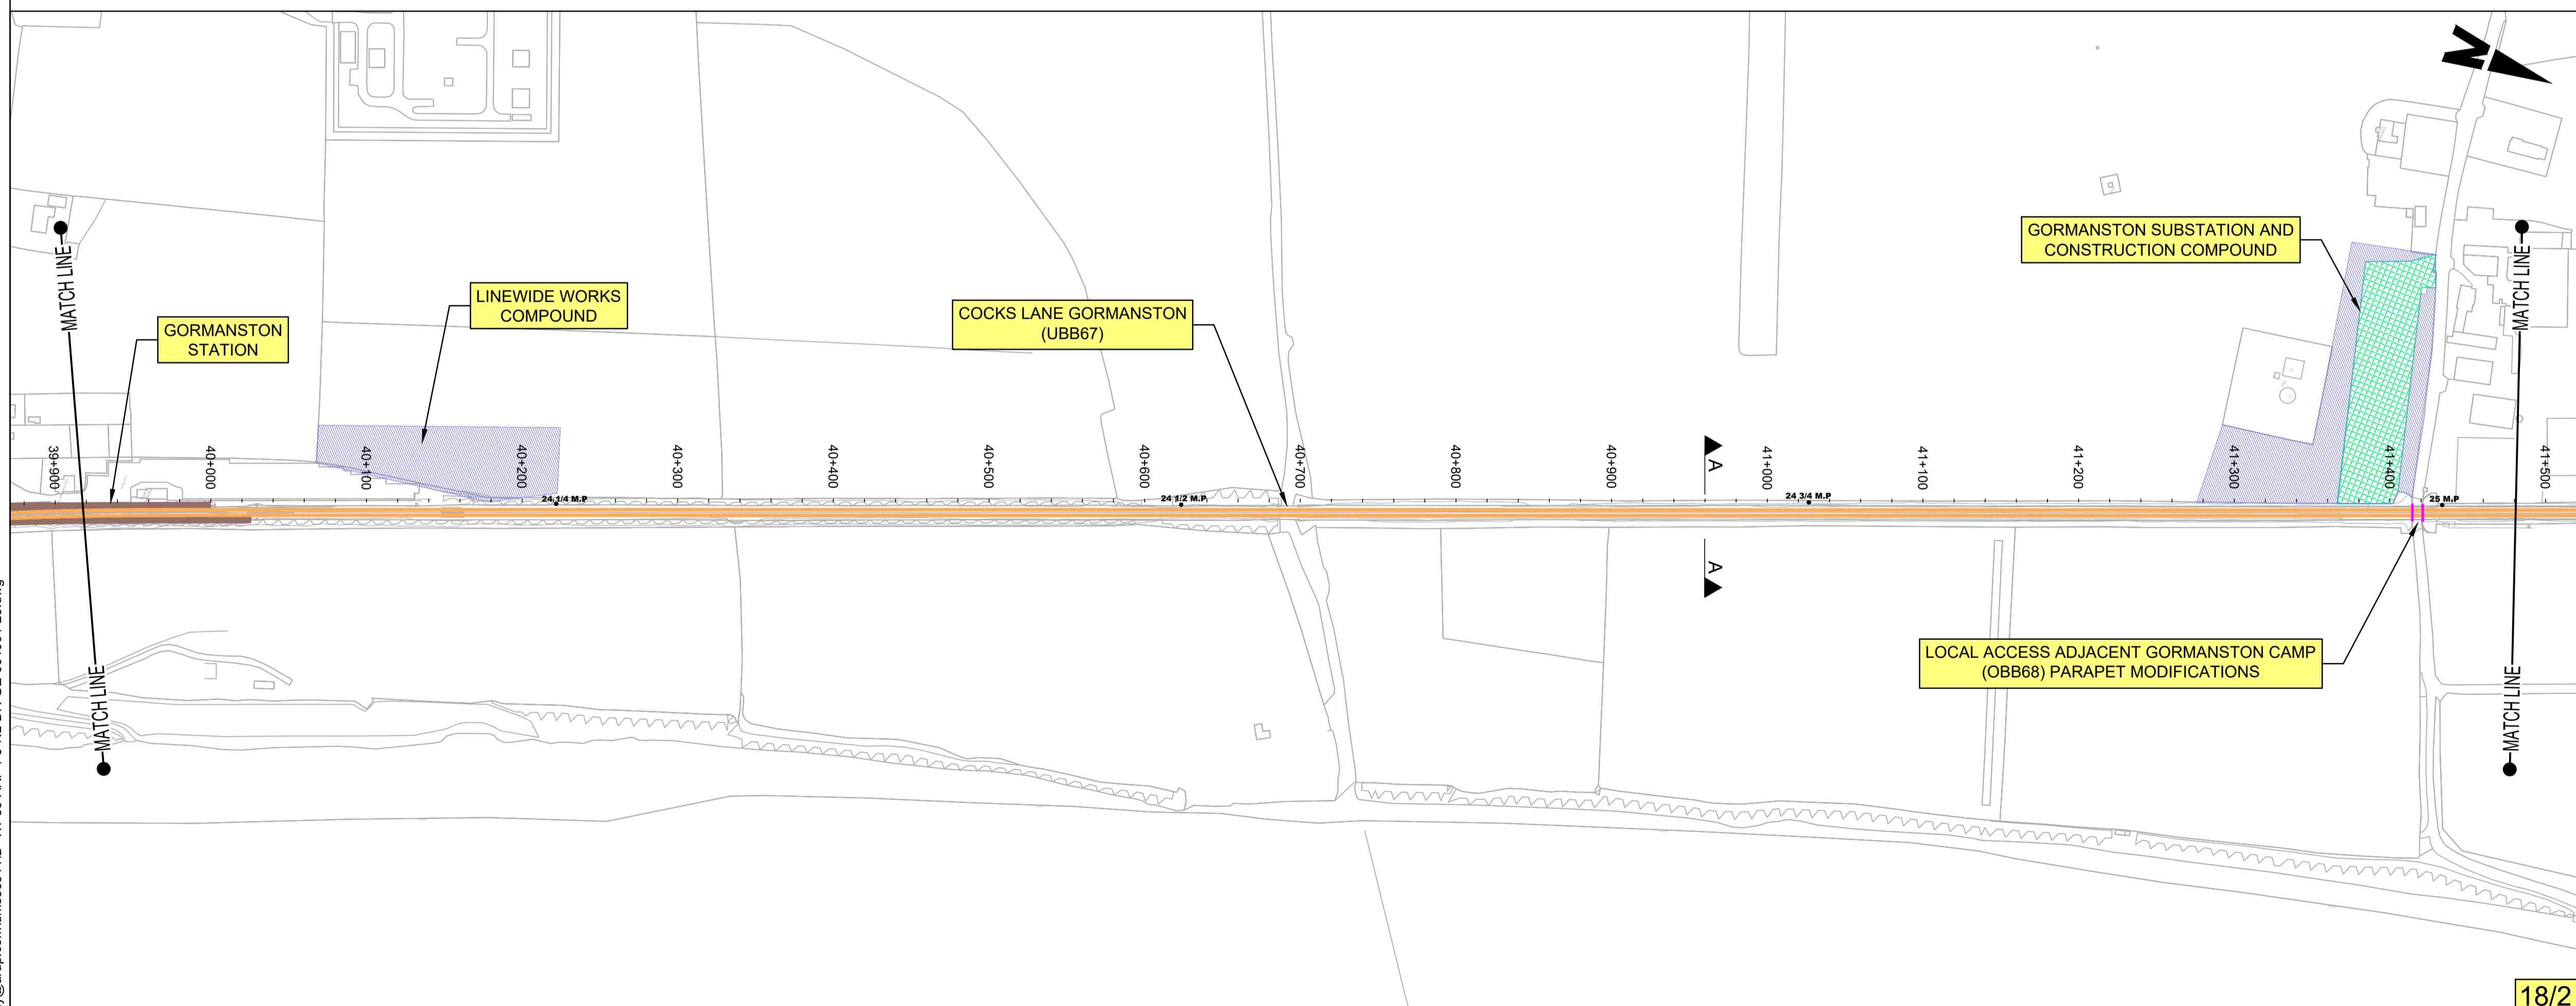 N
MATCH LINE
GORMANSTON
STATION
LINEWIDE WORKS
COMPOUND
COCKS LANE GORMANSTON
(UBB67)
GORMANSTON SUBSTATION AND
CONSTRUCTION COMPOUND
MATCH LINE
39+900
40+000
40+100
40+200
40+300
40+400
40+500
40+600
40+700
40+800
40+900
A
41+000
41+100
41+200
41+300
41+400
41+500
24 1/4 M.P
24 1/2 M.P
24 3/4 M.P
25 M.P
A
LOCAL ACCESS ADJACENT GORMANSTON CAMP
(OBB68) PARAPET MODIFICATIONS
MATCH LINE
MATCH LINE
18/2